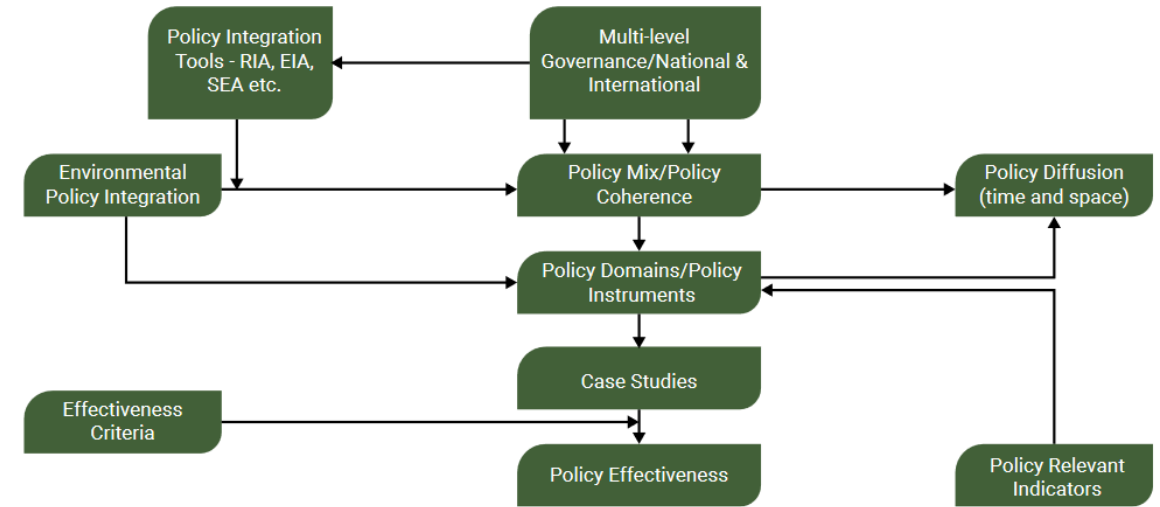 Policy Integration
Tools - RIA, EIA,
SEA etc.
Multi-level
Governance/National &
International
Environmental
Policy Integration
Policy Mix/Policy
Coherence
Policy Diffusion
(time and space)
Policy Domains/Policy
Instruments
Case Studies
Effectiveness
Criteria
Policy Effectiveness
Policy Relevant
Indicators